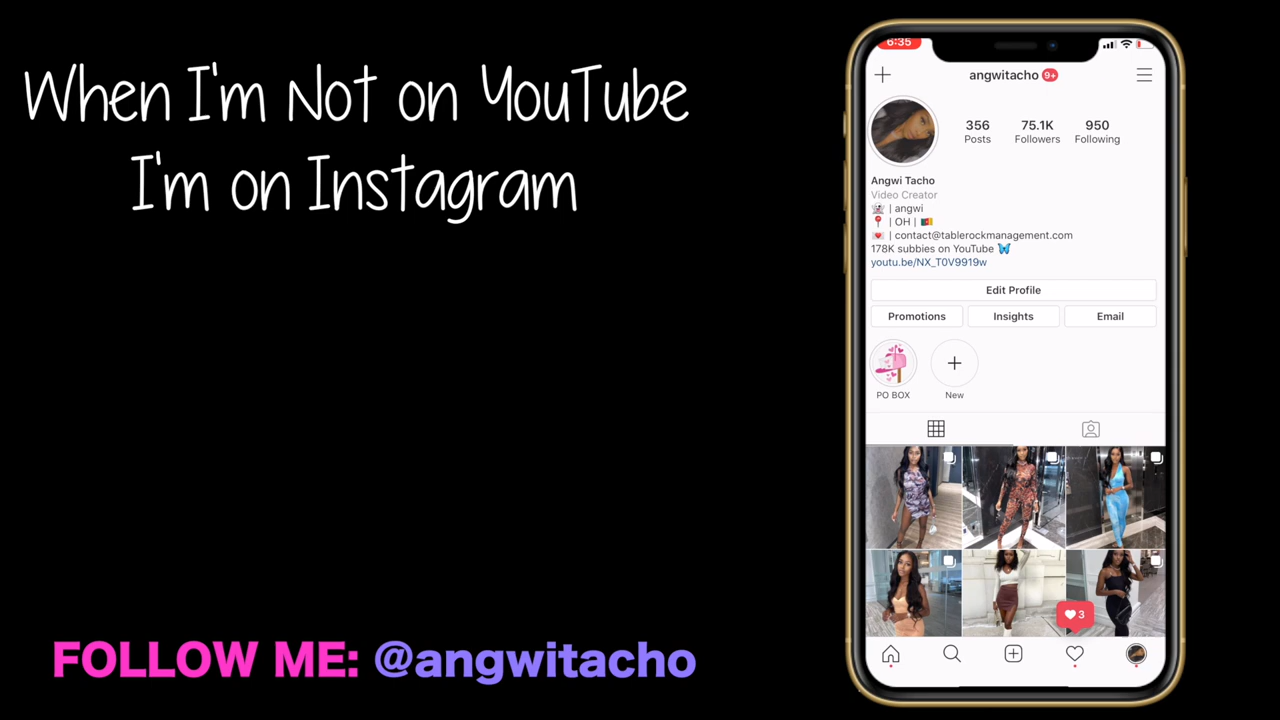 When I'm Not on YouTube
I'm on Instagram
FOLLOW ME: @angwitacho
6:35
angwitacho 9+
356 75.1K 950
Posts Followers Following
Angwi Tacho
Video Creator
| angwi
| OH |
| contact@tablerockmanagement.com
178K subbies on YouTube
youtu.be/NX_T0V9919w
Edit Profile
Promotions Insights Email
PO BOX New
3